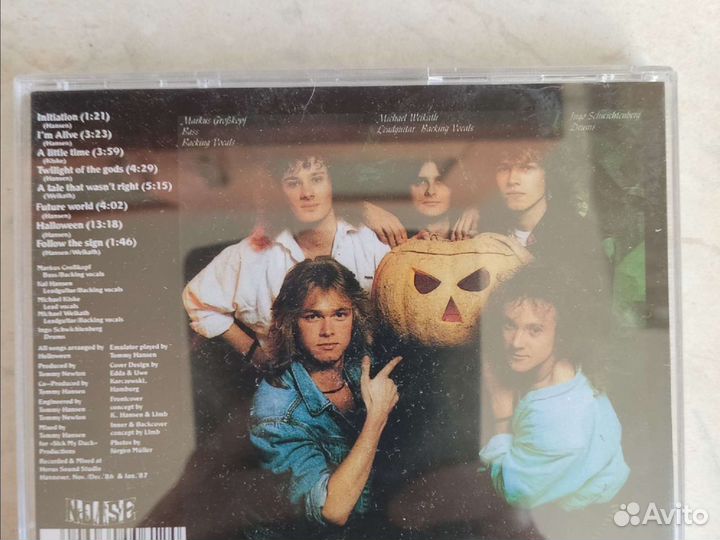 Initiation (1:21)
(Hansen)
I'm Alive (3:23)
(Hansen)
A little time (3:59)
(Kiske)
Twilight of the gods (4:29)
(Hansen)
A tale that wasn't right (5:15)
(Weikath)
Future world (4:02)
(Hansen)
Halloween (13:18)
(Hansen)
Follow the sign (1:46)
(Hansen/Weikath)
Markus Großkopf
Bass/Backing vocals
Kai Hansen
Leadguitar/Backing vocals
Michael Kiske
Lead vocals
Michael Weikath
Leadguitar/Backing vocals
Ingo Schwichtenberg
Drums
All songs arranged by
Helloween
Produced by
Tommy Newton
Co-Produced by
Tommy Hansen
Engineered by
Tommy Hansen
Tommy Newton
Mixed by
Tommy Hansen
for »Sick My Duck«
Productions
Recorded & Mixed at
Horus Sound Studio
Hannover, Nov./Dec.'86 & Jan.'87
Emulator played by
Tommy Hansen
Cover Design by
Edda & Uwe
Karczewski,
Hamburg
Frontcover
concept by
K. Hansen & Limb
Inner & Backcover
concept by Limb
Photos by
Jürgen Müller
NOISE
Markus Großkopf
Bass
Backing Vocals
Michael Weikath
Leadguitar, Backing Vocals
Ingo Schwichtenberg
Drums
Avito